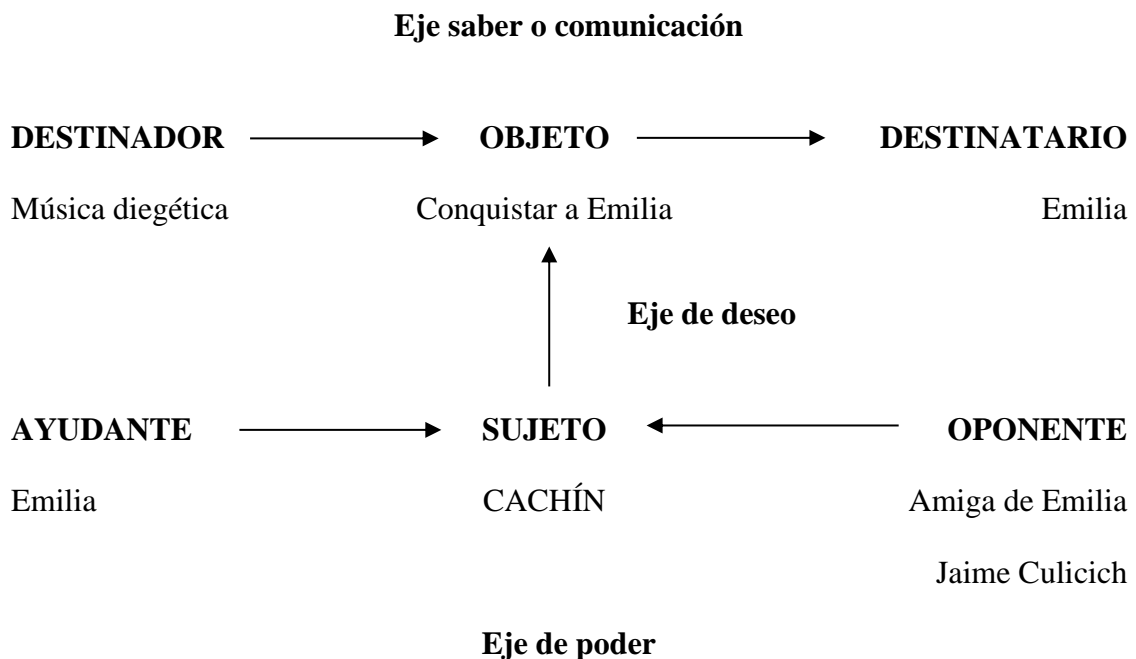 Eje saber o comunicación
DESTINADOR OBJETO DESTINATARIO
Música diegética Conquistar a Emilia Emilia
Eje de deseo
AYUDANTE SUJETO OPONENTE
Emilia CACHÍN Amiga de Emilia
Jaime Culicich
Eje de poder